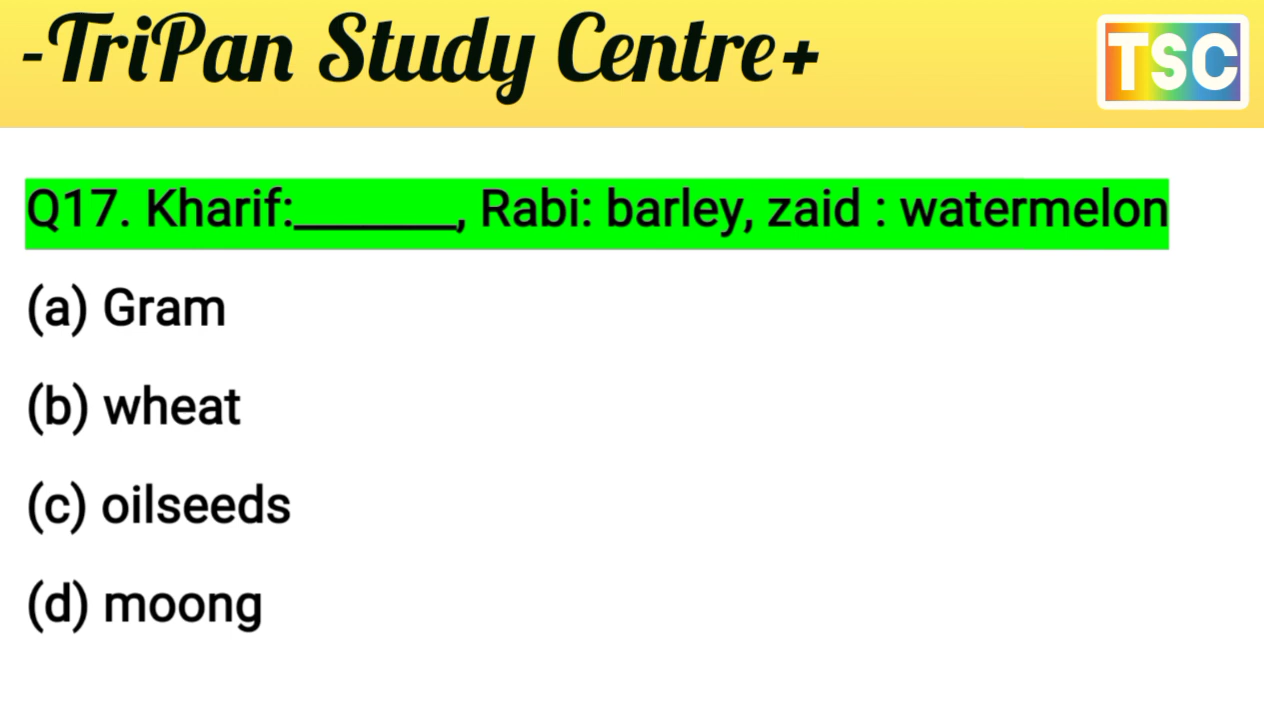 -TriPan Study Centre+
TSC
Q17. Kharif:_______, Rabi: barley, zaid : watermelon
(a) Gram
(b) wheat
(c) oilseeds
(d) moong